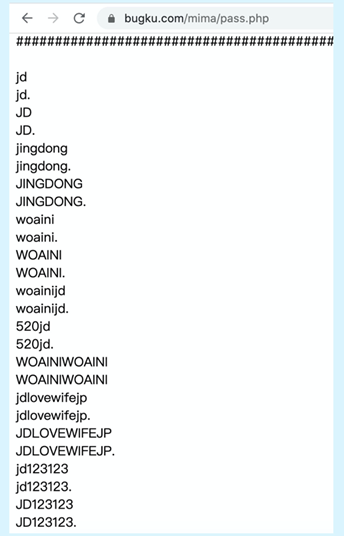 bugku.com/mima/pass.php
########################################
jd
jd.
JD
JD.
jingdong
jingdong.
JINGDONG
JINGDONG.
woaini
woaini.
WOAINI
WOAINI.
woainijd
woainijd.
520jd
520jd.
WOAINIWOAINI
WOAINIWOAINI
jdlovewifejp
jdlovewifejp.
JDLOVEWIFEJP
JDLOVEWIFEJP.
jd123123
jd123123.
JD123123
JD123123.